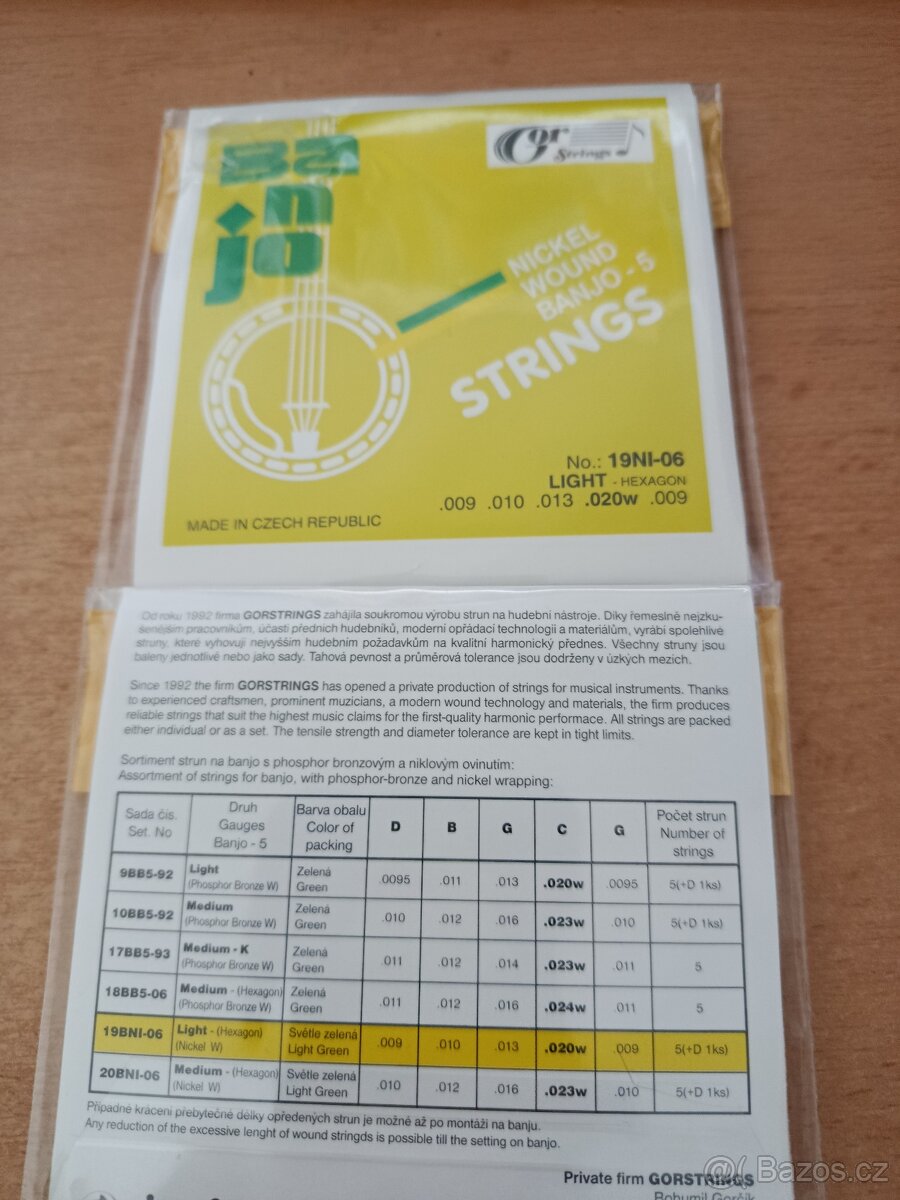 Ba
n
jo
Gor
Strings
NICKEL
WOUND
BANJO - 5
STRINGS
No.: 19NI-06
LIGHT - HEXAGON
.009 .010 .013 .020w .009
MADE IN CZECH REPUBLIC
Od roku 1992 firma GORSTRINGS zahájila soukromou výrobu strun na hudební nástroje. Díky řemeslně nejzku-
šenějším pracovníkům, účasti předních hudebníků, moderní opřádací technologii a materiálům, vyrábí spolehlivé
struny, které vyhovují nejvyšším hudebním požadavkům na kvalitní harmonický přednes. Všechny struny jsou
baleny jednotlivě nebo jako sady. Tahová pevnost a průměrová tolerance jsou dodrženy v úzkých mezích.
Since 1992 the firm GORSTRINGS has opened a private production of strings for musical instruments. Thanks
to experienced craftsmen, prominent muzicians, a modern wound technology and materials, the firm produces
reliable strings that suit the highest music claims for the first-quality harmonic performace. All strings are packed
either individual or as a set. The tensile strength and diameter tolerance are kept in tight limits.
Sortiment strun na banjo s phosphor bronzovým a niklovým ovinutím:
Assortment of strings for banjo, with phosphor-bronze and nickel wrapping:
Sada čís. Druh Barva obalu D B G C G Počet strun
Set. No Gauges Color of Number of
Banjo - 5 packing strings
9BB5-92 Light Zelená .0095 .011 .013 .020w .0095 5(+D 1ks)
(Phosphor Bronze W) Green
10BB5-92 Medium Zelená .010 .012 .016 .023w .010 5(+D 1ks)
(Phosphor Bronze W) Green
17BB5-93 Medium - K Zelená .011 .012 .014 .023w .011 5
(Phosphor Bronze W) Green
18BB5-06 Medium - (Hexagon) Zelená .011 .012 .016 .024w .011 5
(Phosphor Bronze W) Green
19BNI-06 Light - (Hexagon) Světle zelená .009 .010 .013 .020w .009 5(+D 1ks)
(Nickel W) Light Green
20BNI-06 Medium - (Hexagon) Světle zelená .010 .012 .016 .023w .010 5(+D 1ks)
(Nickel W) Light Green
Případné krácení přebytečné délky opředených strun je možné až po montáži na banju.
Any reduction of the excessive lenght of wound stringds is possible till the setting on banjo.
Private firm GORSTRINGS
Bohumil Gorčík
Bazos.cz